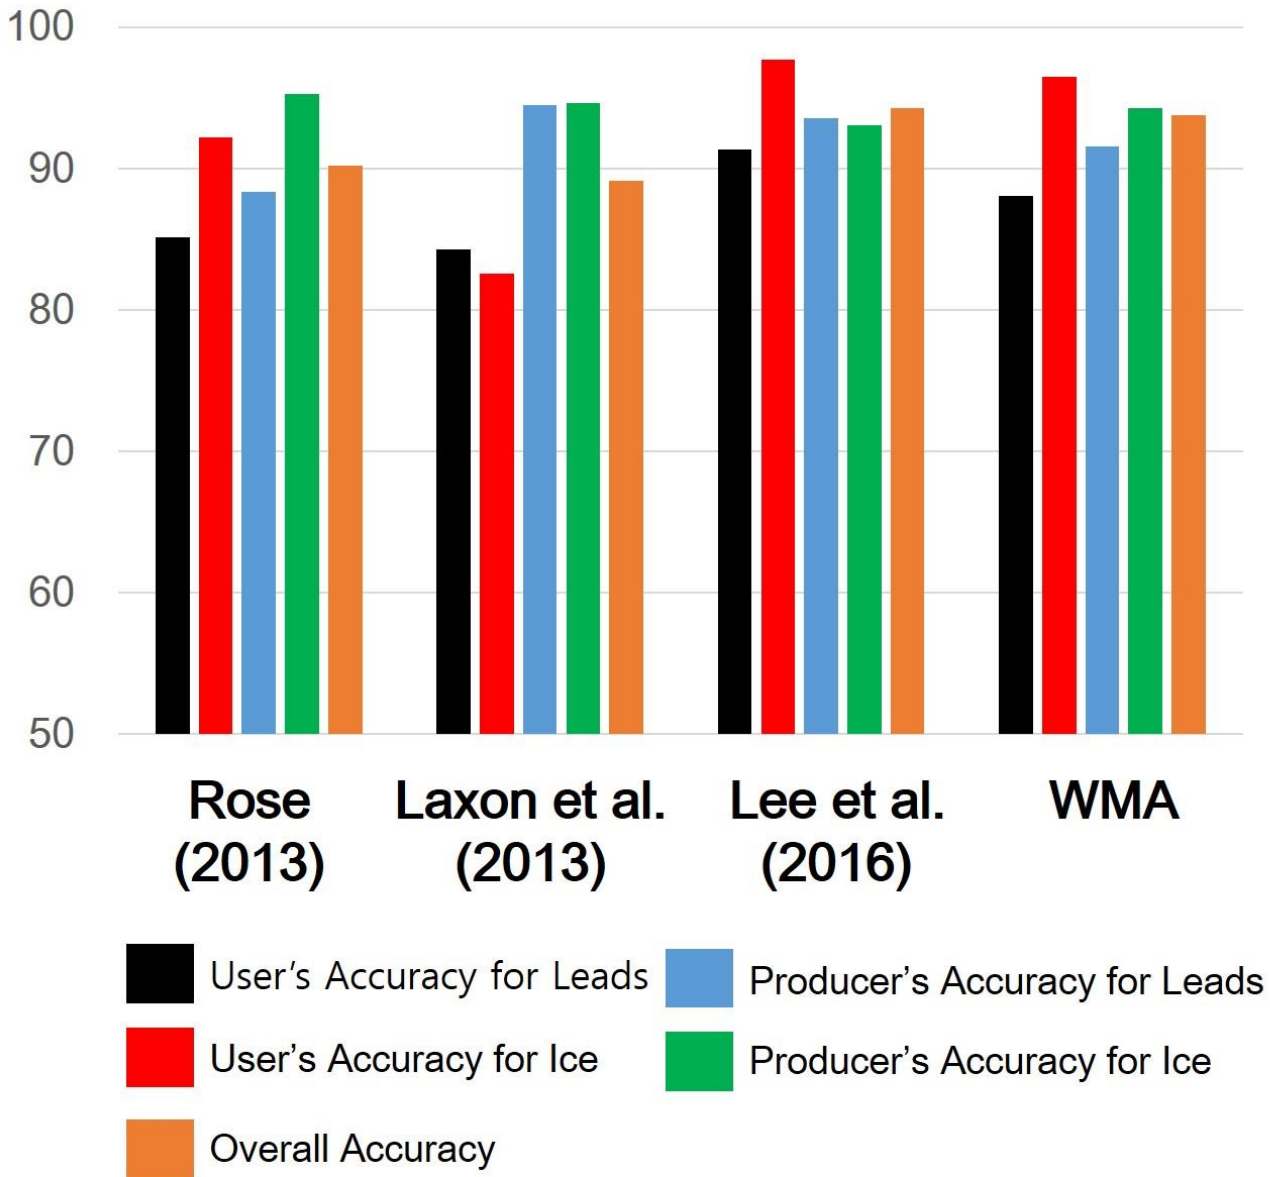 100
90
80
70
60
50
Rose
(2013)
Laxon et al.
(2013)
Lee et al.
(2016)
WMA
User's Accuracy for Leads
Producer's Accuracy for Leads
User's Accuracy for Ice
Producer's Accuracy for Ice
Overall Accuracy